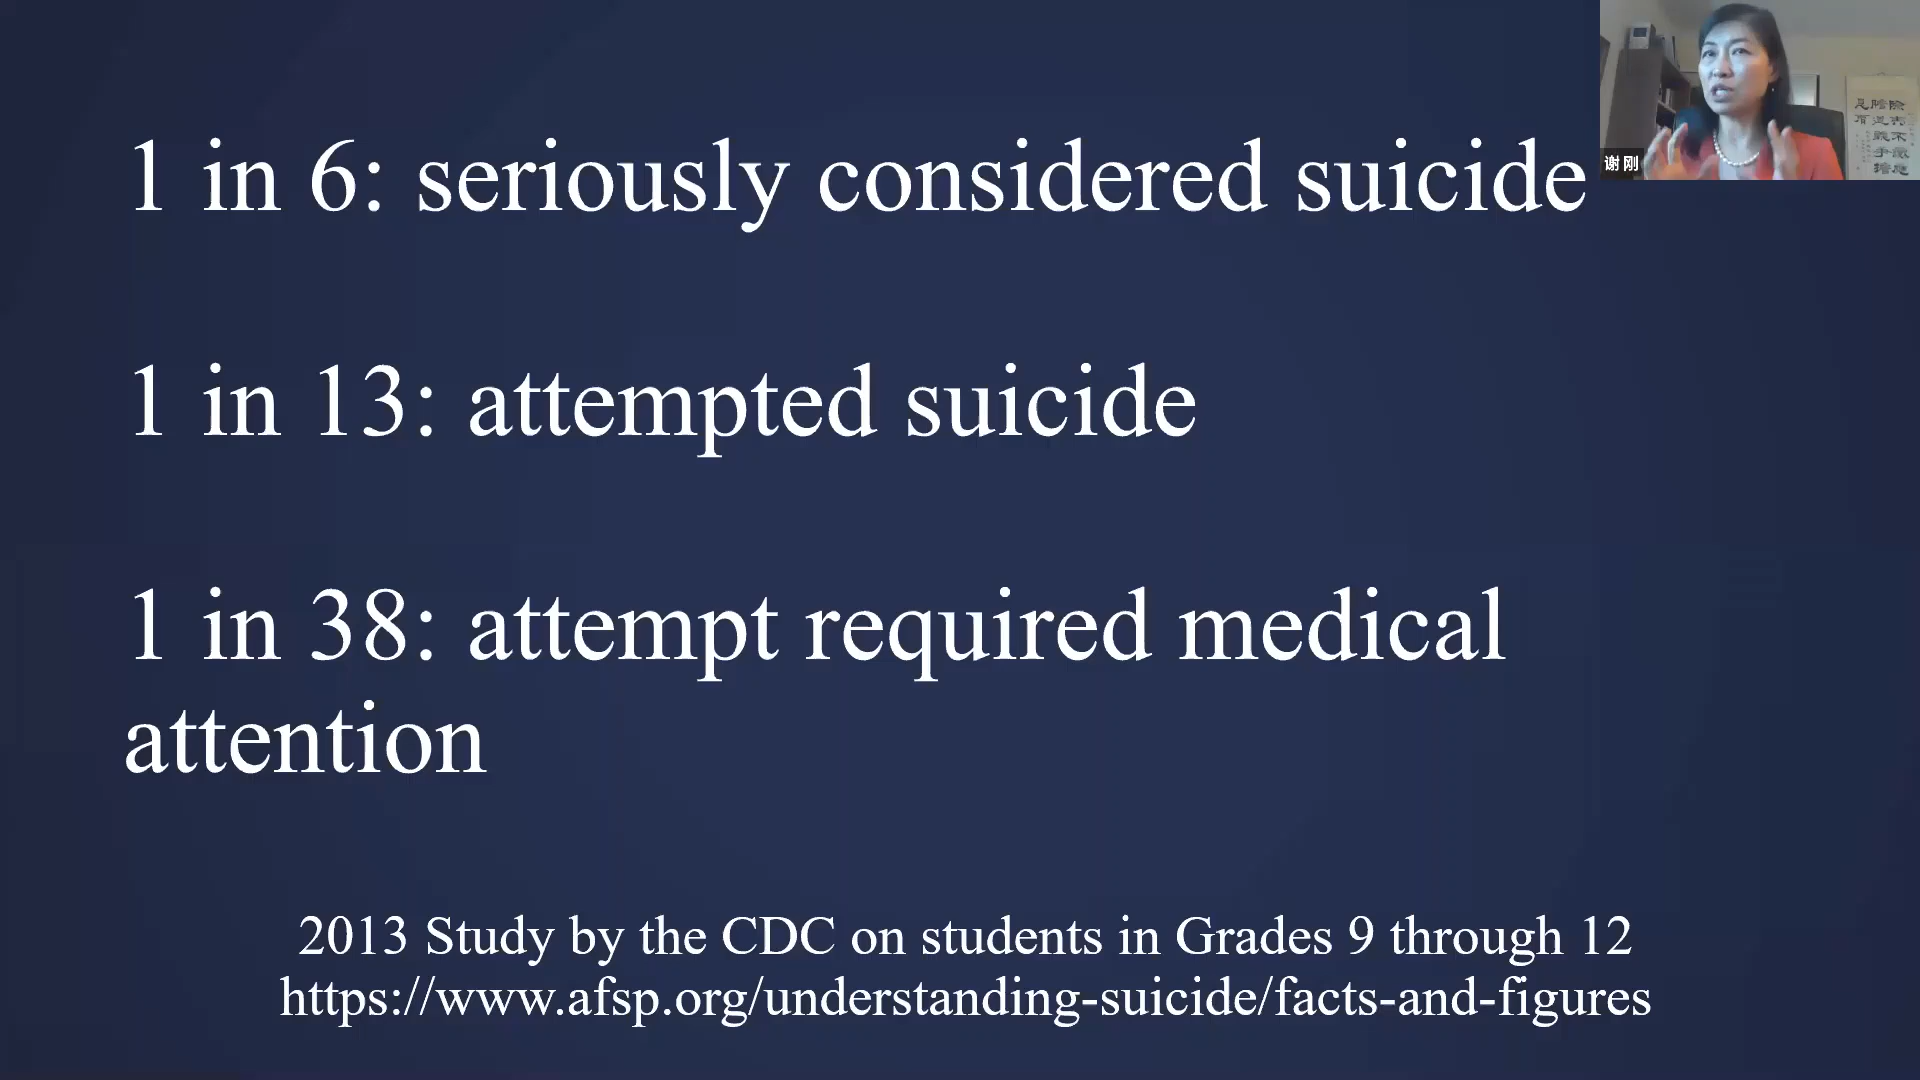 1 in 6: seriously considered suicide
谢 刚
1 in 13: attempted suicide
1 in 38: attempt required medical
attention
2013 Study by the CDC on students in Grades 9 through 12
https://www.afsp.org/understanding-suicide/facts-and-figures